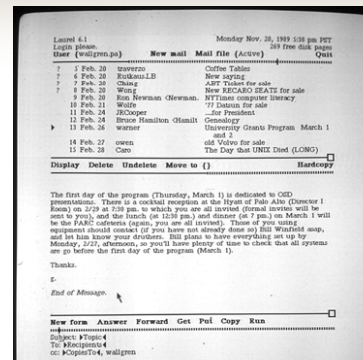 Laurel 6.1 Monday Nov. 20, 1989 5:36 pm PST
Login please. 269 free disk pages
User {wallgren.pa} New mail Mail file {Active} Quit
? 5 Feb. 20 traverzo Coffee Tables
? 6 Feb. 20 Rutkaus.LB New saying
? 7 Feb. 20 Ching ART Ticket for sale
? 8 Feb. 20 Wong New RECARO SEATS for sale
9 Feb. 20 Ron Newman <Newman. NYTimes computer literacy
10 Feb. 21 Wolfe '77 Datsun for sale
11 Feb. 24 JRCooper ...for President
12 Feb. 24 Bruce Hamilton <Hamilt Genealogy
13 Feb. 26 warner University Grants Program March 1
and 2
14 Feb. 27 owen old Volvo for sale
15 Feb. 28 Caro The Day that UNIX Died (LONG)
Display Delete Undelete Move to {} Hardcopy
The first day of the program (Thursday, March 1) is dedicated to OSD
presentations. There is a cocktail reception at the Hyatt of Palo Alto (Director I
Room) on 2/29 at 7:30 pm. to which you are all invited (formal invites will be
sent to you), and the lunch (at 12:30 pm.) and dinner (at 7 pm.) on March 1 will
be the PARC cafeteria (again, you are all invited). Those of you using
equipment should contact (if you have not already done so) Bill Winfield asap,
and let him know your druthers. Bill plans to have everything set up by
Monday, 2/27, afternoon, so you'll have plenty of time to check that all systems
are go before the first day of the program (March 1).
Thanks.
End of Message.
New form Answer Forward Get Put Copy Run
Subject: Topic
To: Recipients
cc: CopiesTo, wallgren